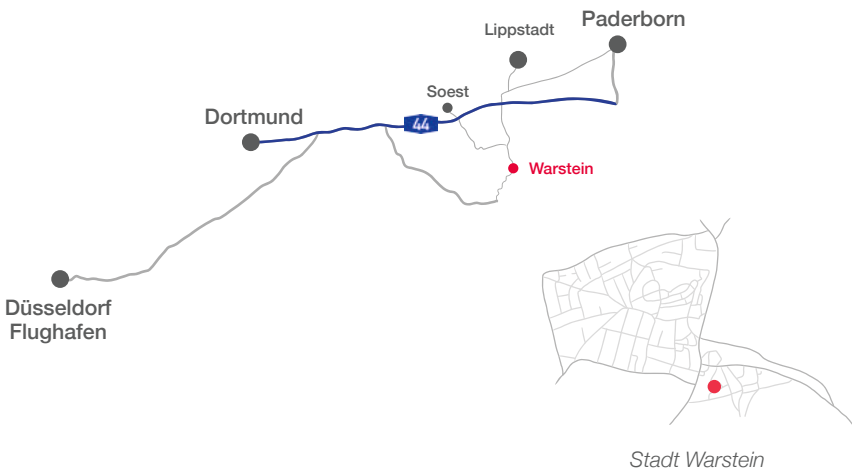 Paderborn
Lippstadt
Soest
Dortmund
44
Warstein
Düsseldorf
Flughafen
Stadt Warstein